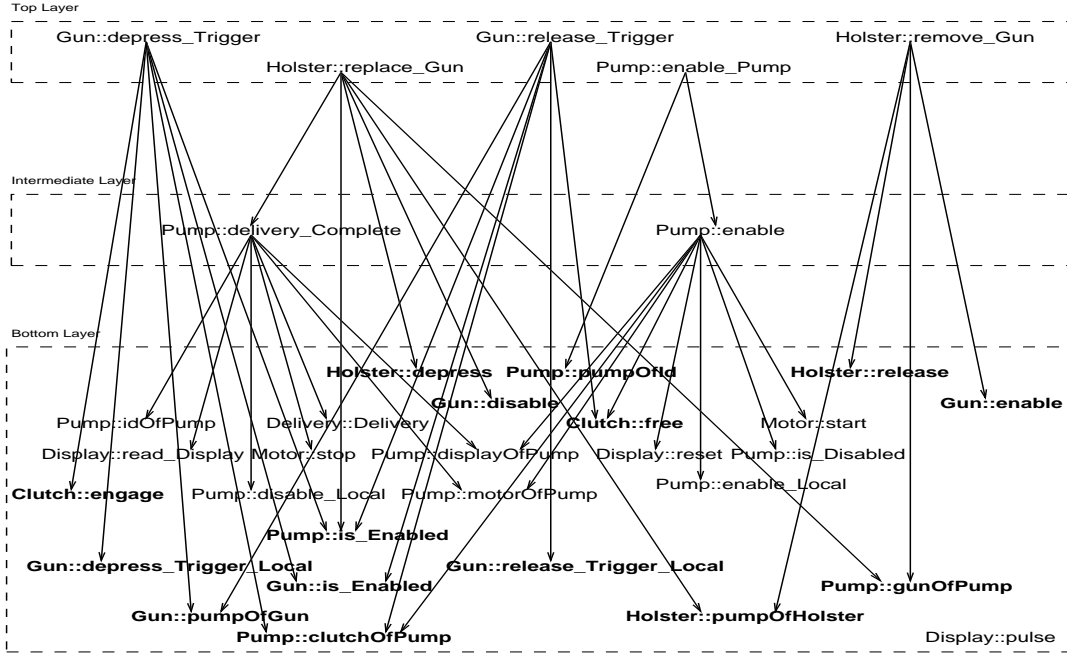 Top Layer
Gun::depress_Trigger
Gun::release_Trigger
Holster::remove_Gun
Holster::replace_Gun
Pump::enable_Pump
Intermediate Layer
Pump::delivery_Complete
Pump::enable
Bottom Layer
Holster::depress
Pump::pumpOfId
Holster::release
Gun::disable
Gun::enable
Pump::idOfPump
Delivery::Delivery
Clutch::free
Motor::start
Display::read_Display
Motor::stop
Pump::displayOfPump
Display::reset
Pump::is_Disabled
Clutch::engage
Pump::disable_Local
Pump::motorOfPump
Pump::enable_Local
Pump::is_Enabled
Gun::depress_Trigger_Local
Gun::release_Trigger_Local
Gun::is_Enabled
Pump::gunOfPump
Gun::pumpOfGun
Holster::pumpOfHolster
Pump::clutchOfPump
Display::pulse